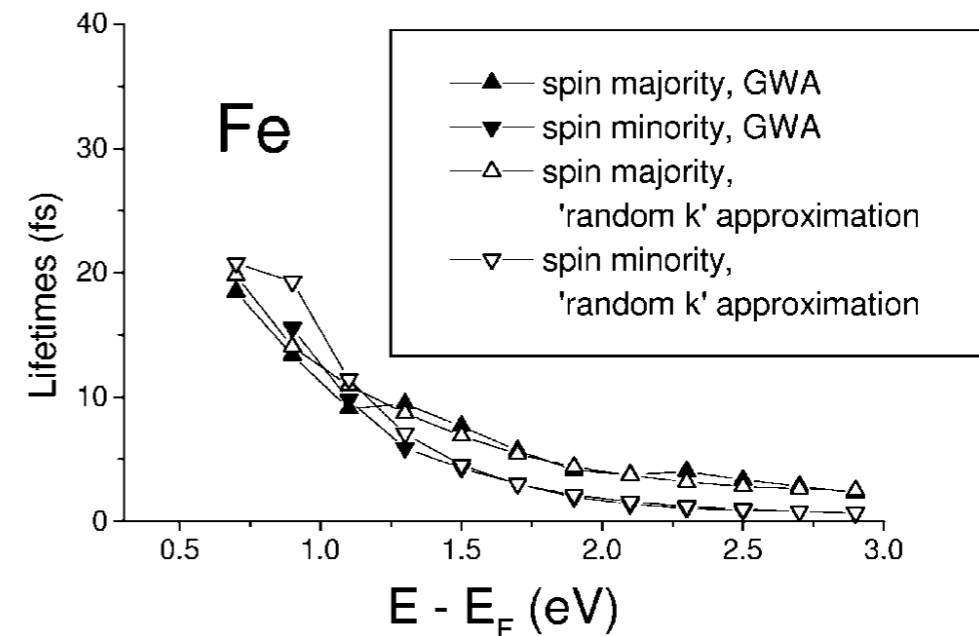 40
30
20
10
0
Lifetimes (fs)
Fe
spin majority, GWA
spin minority, GWA
spin majority,
'random k' approximation
spin minority,
'random k' approximation
0.5 1.0 1.5 2.0 2.5 3.0
E - E_F (eV)